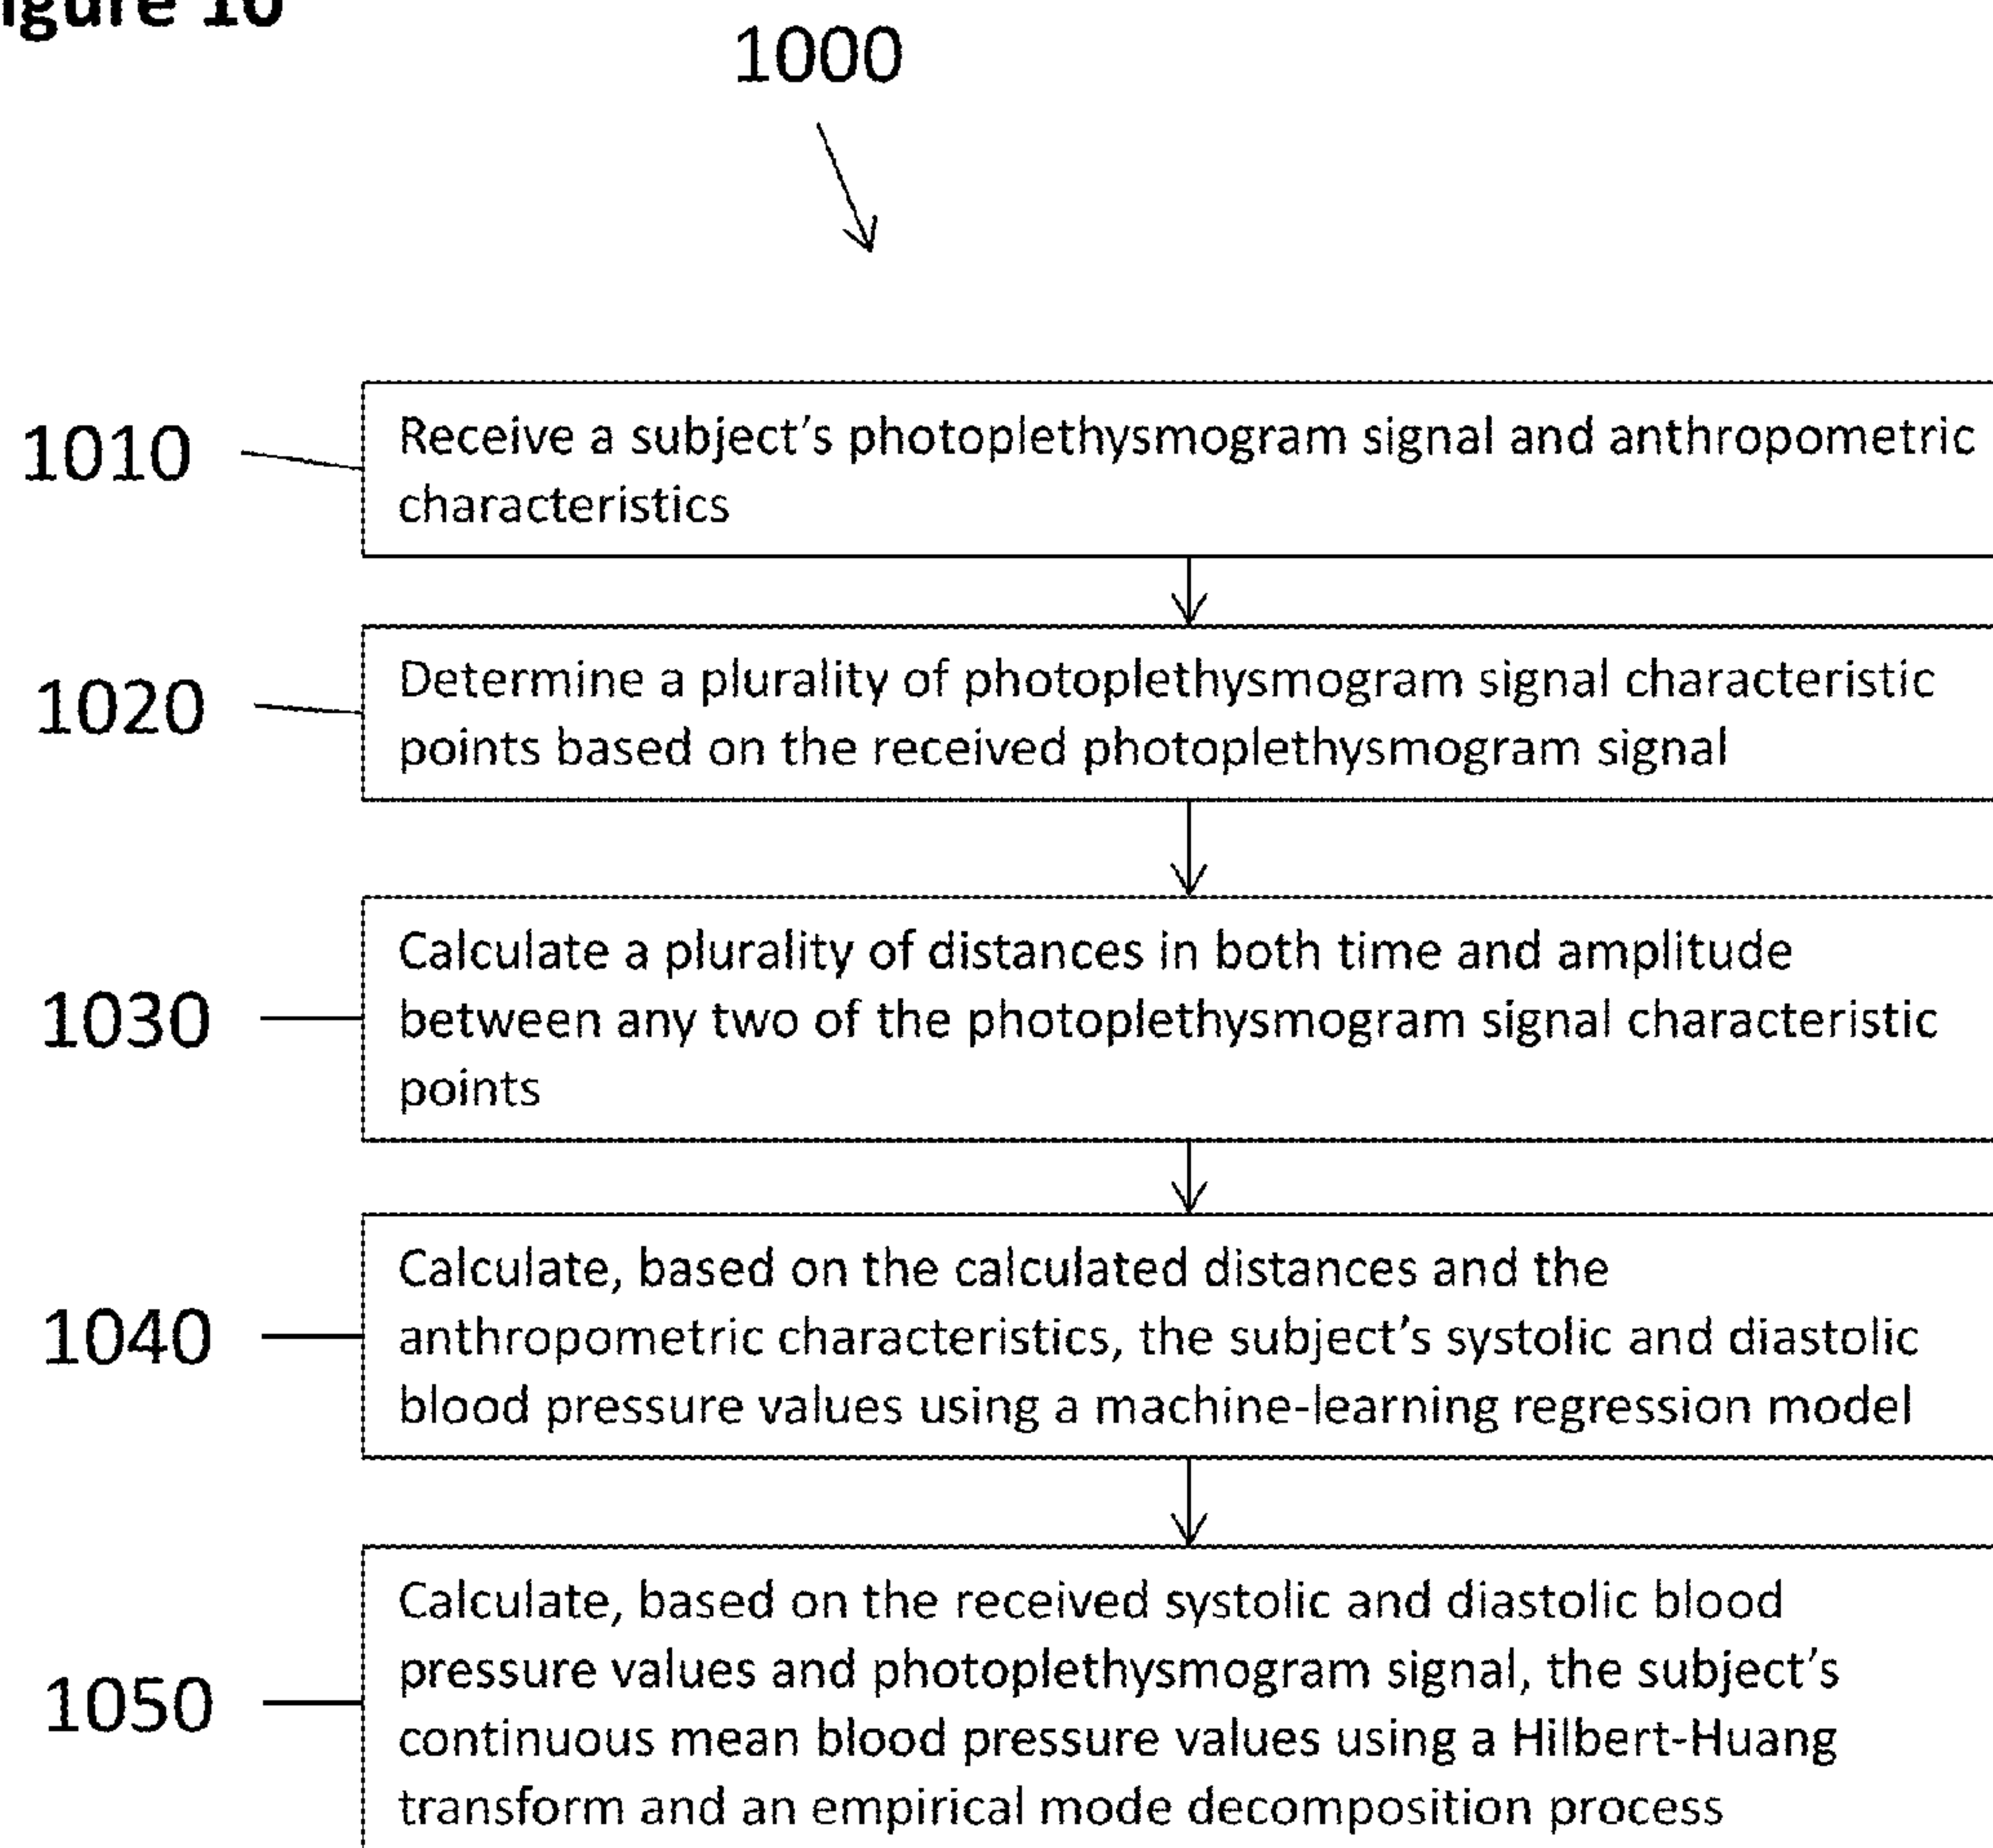 igure 10
1000
1010
Receive a subject's photoplethysmogram signal and anthropometric
characteristics
1020
Determine a plurality of photoplethysmogram signal characteristic
points based on the received photoplethysmogram signal
1030
Calculate a plurality of distances in both time and amplitude
between any two of the photoplethysmogram signal characteristic
points
1040
Calculate, based on the calculated distances and the
anthropometric characteristics, the subject's systolic and diastolic
blood pressure values using a machine-learning regression model
1050
Calculate, based on the received systolic and diastolic blood
pressure values and photoplethysmogram signal, the subject's
continuous mean blood pressure values using a Hilbert-Huang
transform and an empirical mode decomposition process